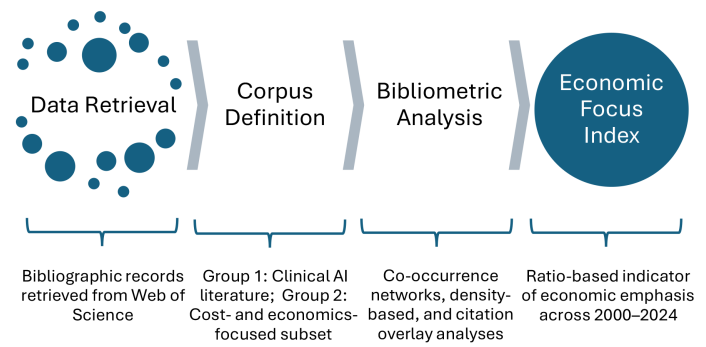 Data Retrieval
Corpus
Definition
Bibliometric
Analysis
Economic
Focus
Index
Bibliographic records
retrieved from Web of
Science
Group 1: Clinical AI
literature; Group 2:
Cost- and economics-
focused subset
Co-occurrence
networks, density-
based, and citation
overlay analyses
Ratio-based indicator
of economic emphasis
across 2000–2024